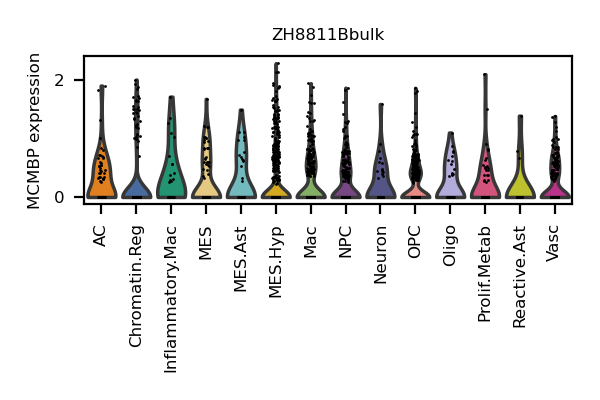 ZH8811Bbulk
MCMBP expression
2
0
AC
Chromatin.Reg
Inflammatory.Mac
MES
MES.Ast
MES.Hyp
Mac
NPC
Neuron
OPC
Oligo
Prolif.Metab
Reactive.Ast
Vasc